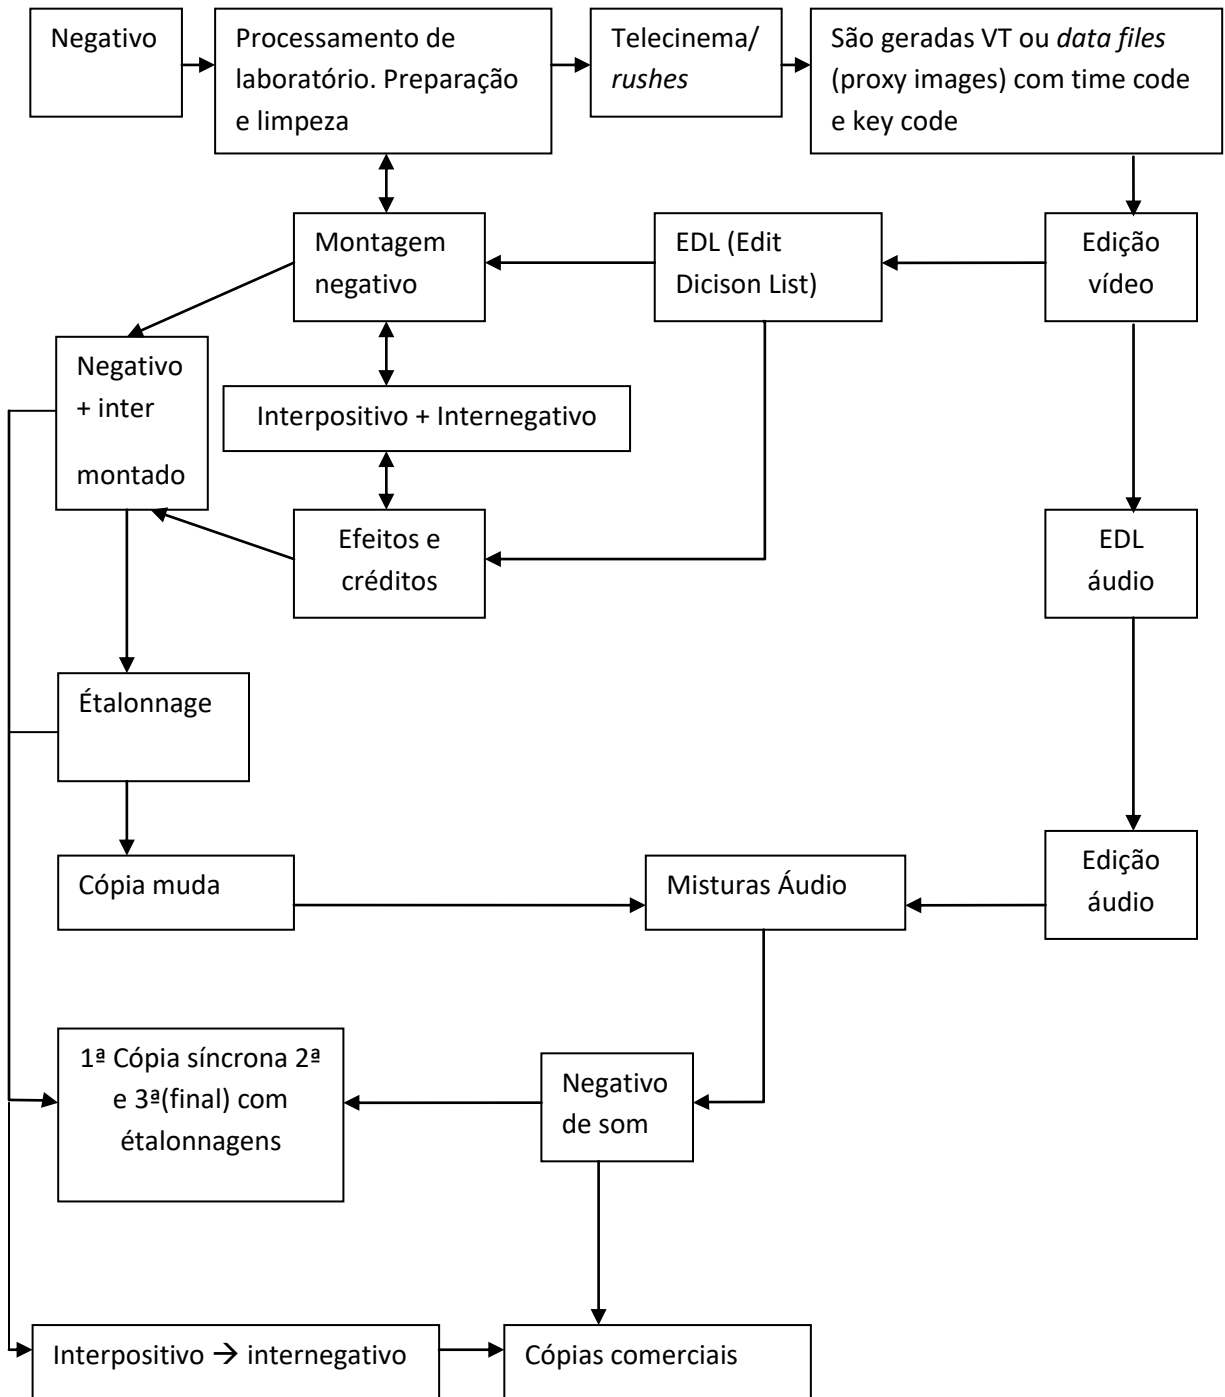 Negativo
Processamento de
laboratório. Preparação
e limpeza
Telecinema/
rushes
São geradas VT ou data files
(proxy images) com time code
e key code
Montagem
negativo
EDL (Edit
Dicison List)
Edição
vídeo
Negativo
+ inter
montado
Interpositivo + Internegativo
Efeitos e
créditos
EDL
áudio
Étalonnage
Cópia muda
Misturas Áudio
Edição
áudio
1ª Cópia síncrona 2ª
e 3ª(final) com
étalonnagens
Negativo
de som
Interpositivo → internegativo
Cópias comerciais